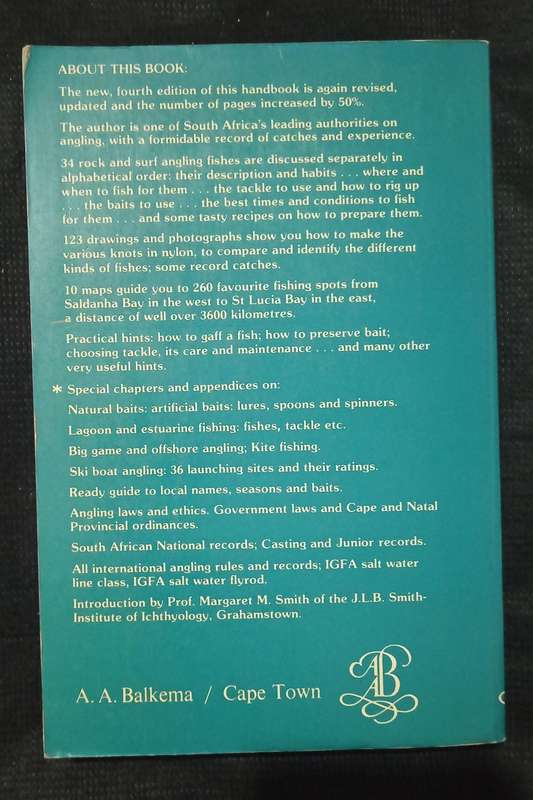 ABOUT THIS BOOK:
The new, fourth edition of this handbook is again revised,
updated and the number of pages increased by 50%.
The author is one of South Africa's leading authorities on
angling, with a formidable record of catches and experience.
34 rock and surf angling fishes are discussed separately in
alphabetical order; their description and habits . . . where and
when to fish for them . . . the tackle to use and how to rig up
. . . the baits to use . . . the best times and conditions to fish
for them . . . and some tasty recipes on how to prepare them.
123 drawings and photographs show you how to make the
various knots in nylon, to compare and identify the different
kinds of fishes; some record catches.
10 maps guide you to 260 favourite fishing spots from
Saldanha Bay in the west to St Lucia Bay in the east,
a distance of well over 3600 kilometres.
Practical hints: how to gaff a fish; how to preserve bait;
choosing tackle, its care and maintenance . . . and many other
very useful hints.
* Special chapters and appendices on:
Natural baits: artificial baits: lures, spoons and spinners.
Lagoon and estuarine fishing: fishes, tackle etc.
Big game and offshore angling; Kite fishing.
Ski boat angling: 36 launching sites and their ratings.
Ready guide to local names, seasons and baits.
Angling laws and ethics. Government laws and Cape and Natal
Provincial ordinances.
South African National records; Casting and Junior records.
All international angling rules and records; IGFA salt water
line class, IGFA salt water flyrod.
Introduction by Prof. Margaret M. Smith of the J.L.B. Smith-
Institute of Ichthyology, Grahamstown.
A. A. Balkema / Cape Town
AAB